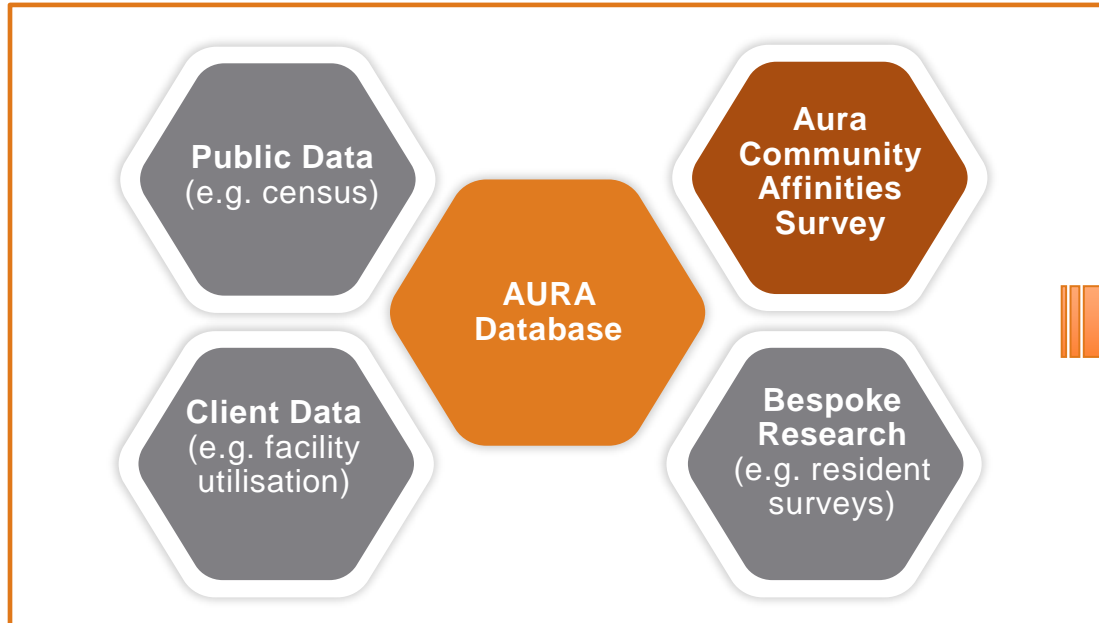 Public Data
(e.g. census)
Aura
Community
Affinities
Survey
AURA
Database
Client Data
(e.g. facility
utilisation)
Bespoke
Research
(e.g. resident
surveys)